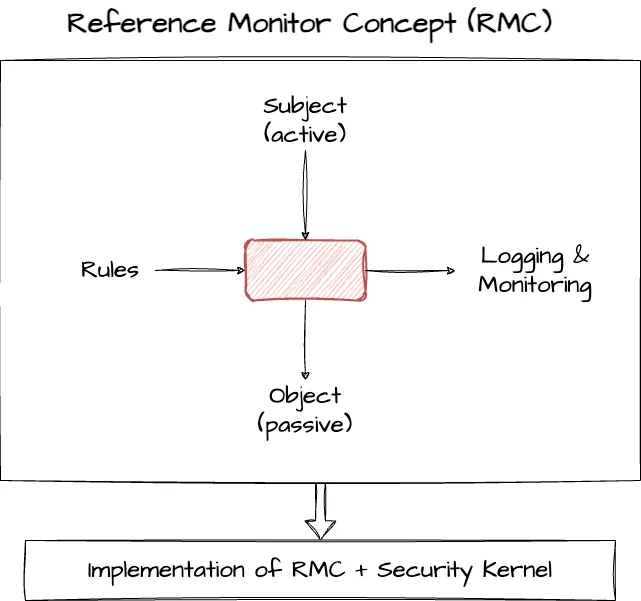 Reference Monitor Concept (RMC)
Subject
(active)
Rules
Logging &
Monitoring
Object
(passive)
Implementation of RMC + Security Kernel